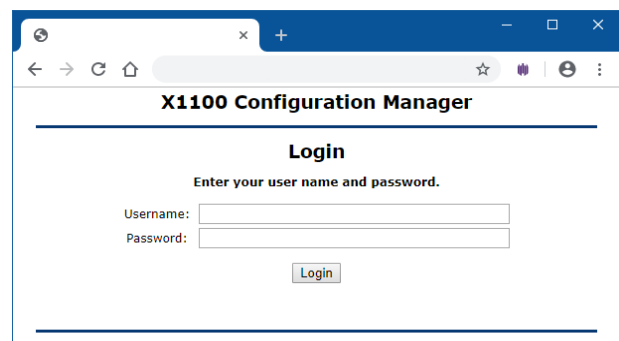 X1100 Configuration Manager
Login
Enter your user name and password.
Username:
Password:
Login